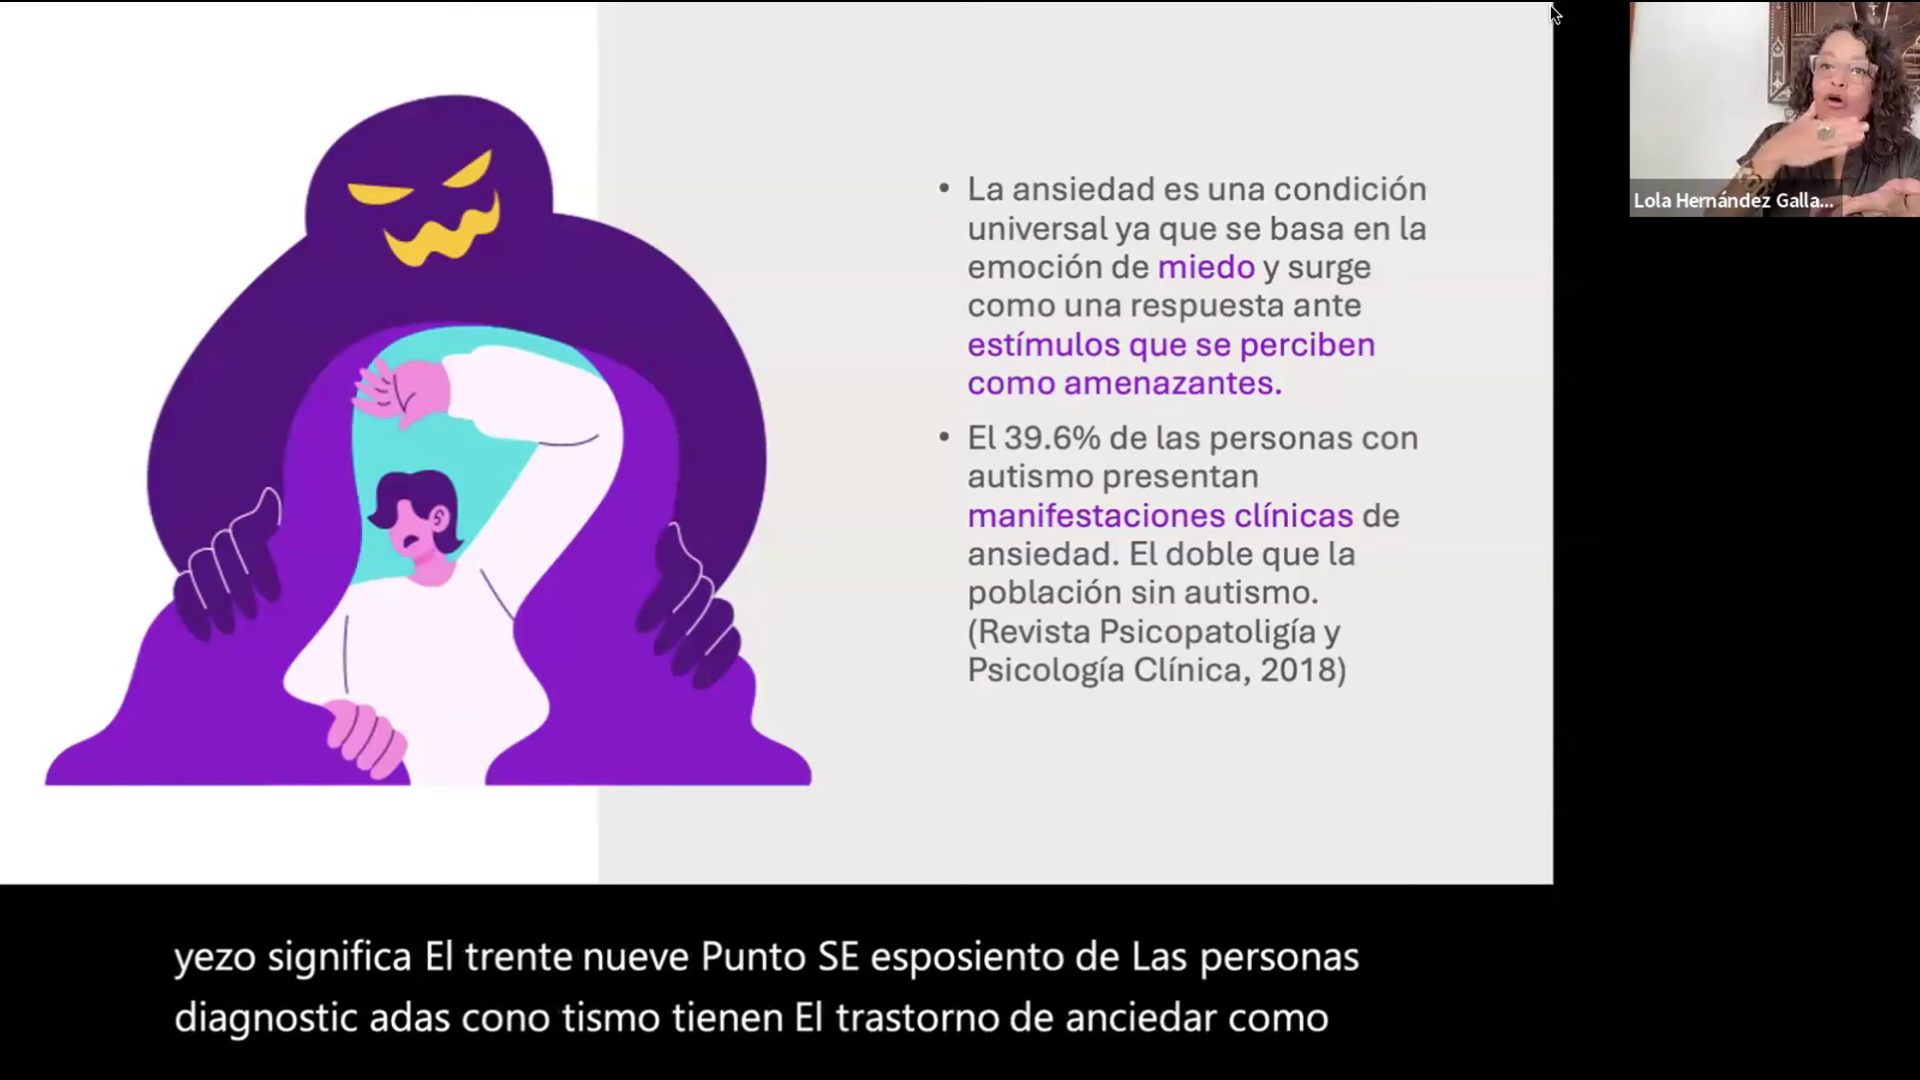 • La ansiedad es una condición
universal ya que se basa en la
emoción de miedo y surge
como una respuesta ante
estímulos que se perciben
como amenazantes.
• El 39.6% de las personas con
autismo presentan
manifestaciones clínicas de
ansiedad. El doble que la
población sin autismo.
(Revista Psicopatoligía y
Psicología Clínica, 2018)
Lola Hernández Galla...
yezo significa El trente nueve Punto SE esposiento de Las personas
diagnostic adas cono tismo tienen El trastorno de anciedar como